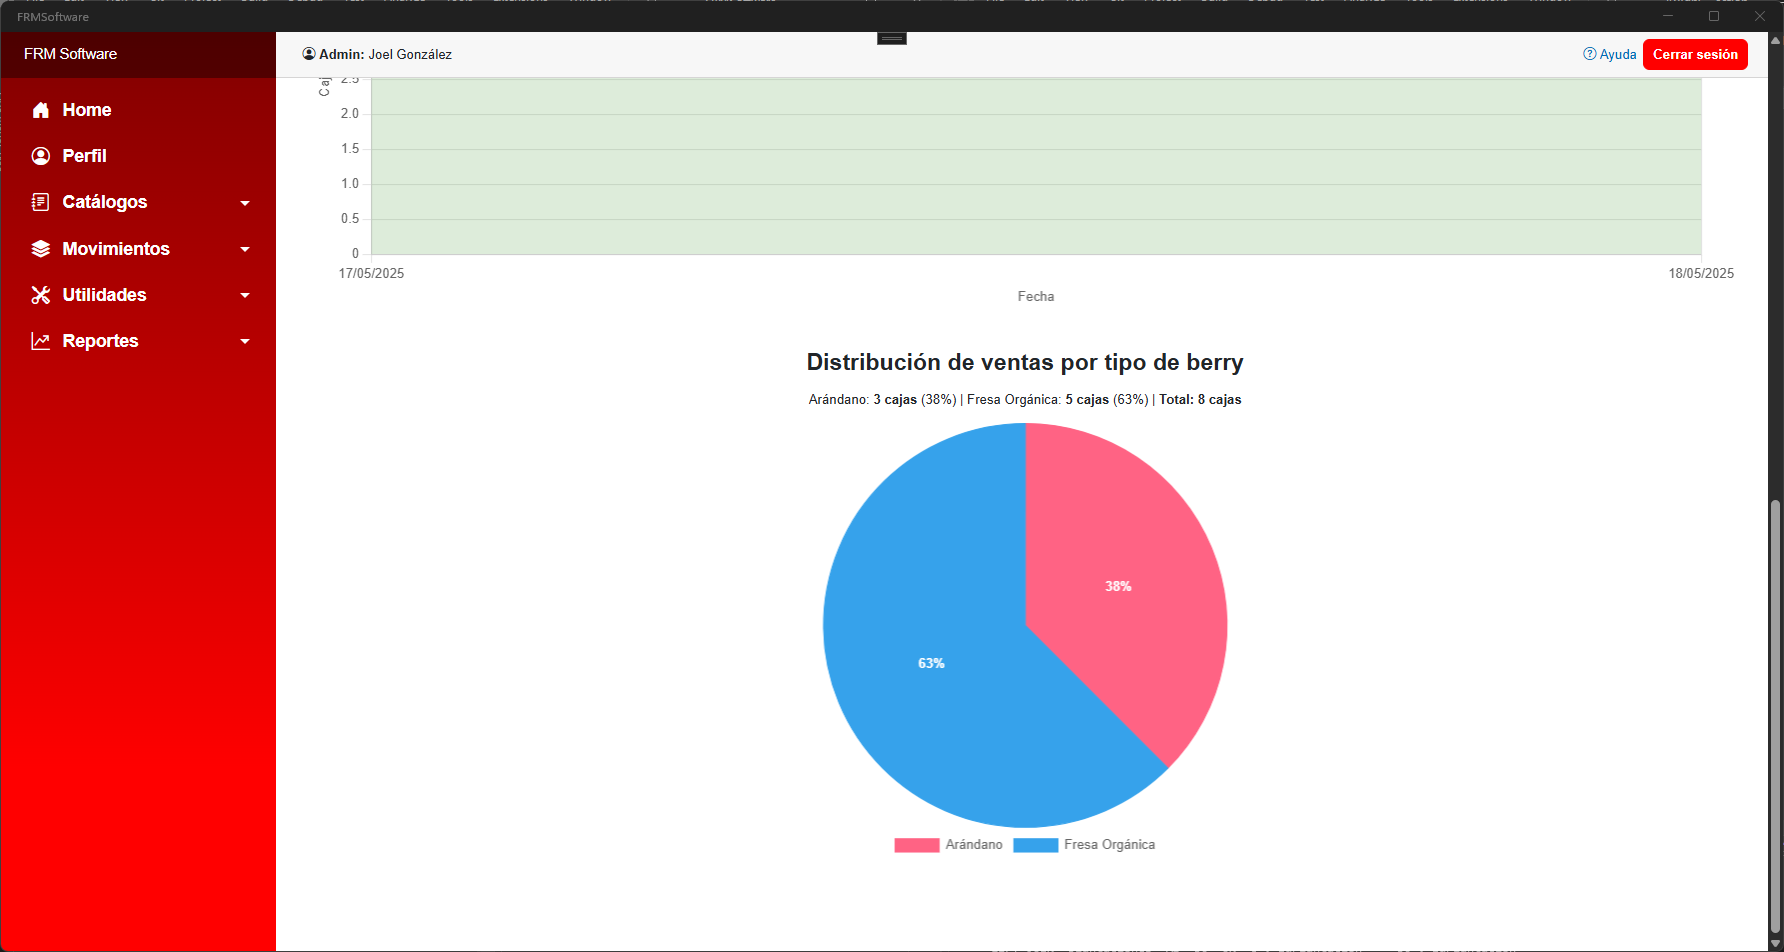 FRMSoftware
FRM Software
Admin: Joel González
Ayuda
Cerrar sesión
Home
Perfil
Catálogos
Movimientos
Utilidades
Reportes
2.5
2.0
1.5
1.0
0.5
0
17/05/2025
18/05/2025
Fecha
Distribución de ventas por tipo de berry
Arándano: 3 cajas (38%) | Fresa Orgánica: 5 cajas (63%) | Total: 8 cajas
38%
63%
Arándano
Fresa Orgánica